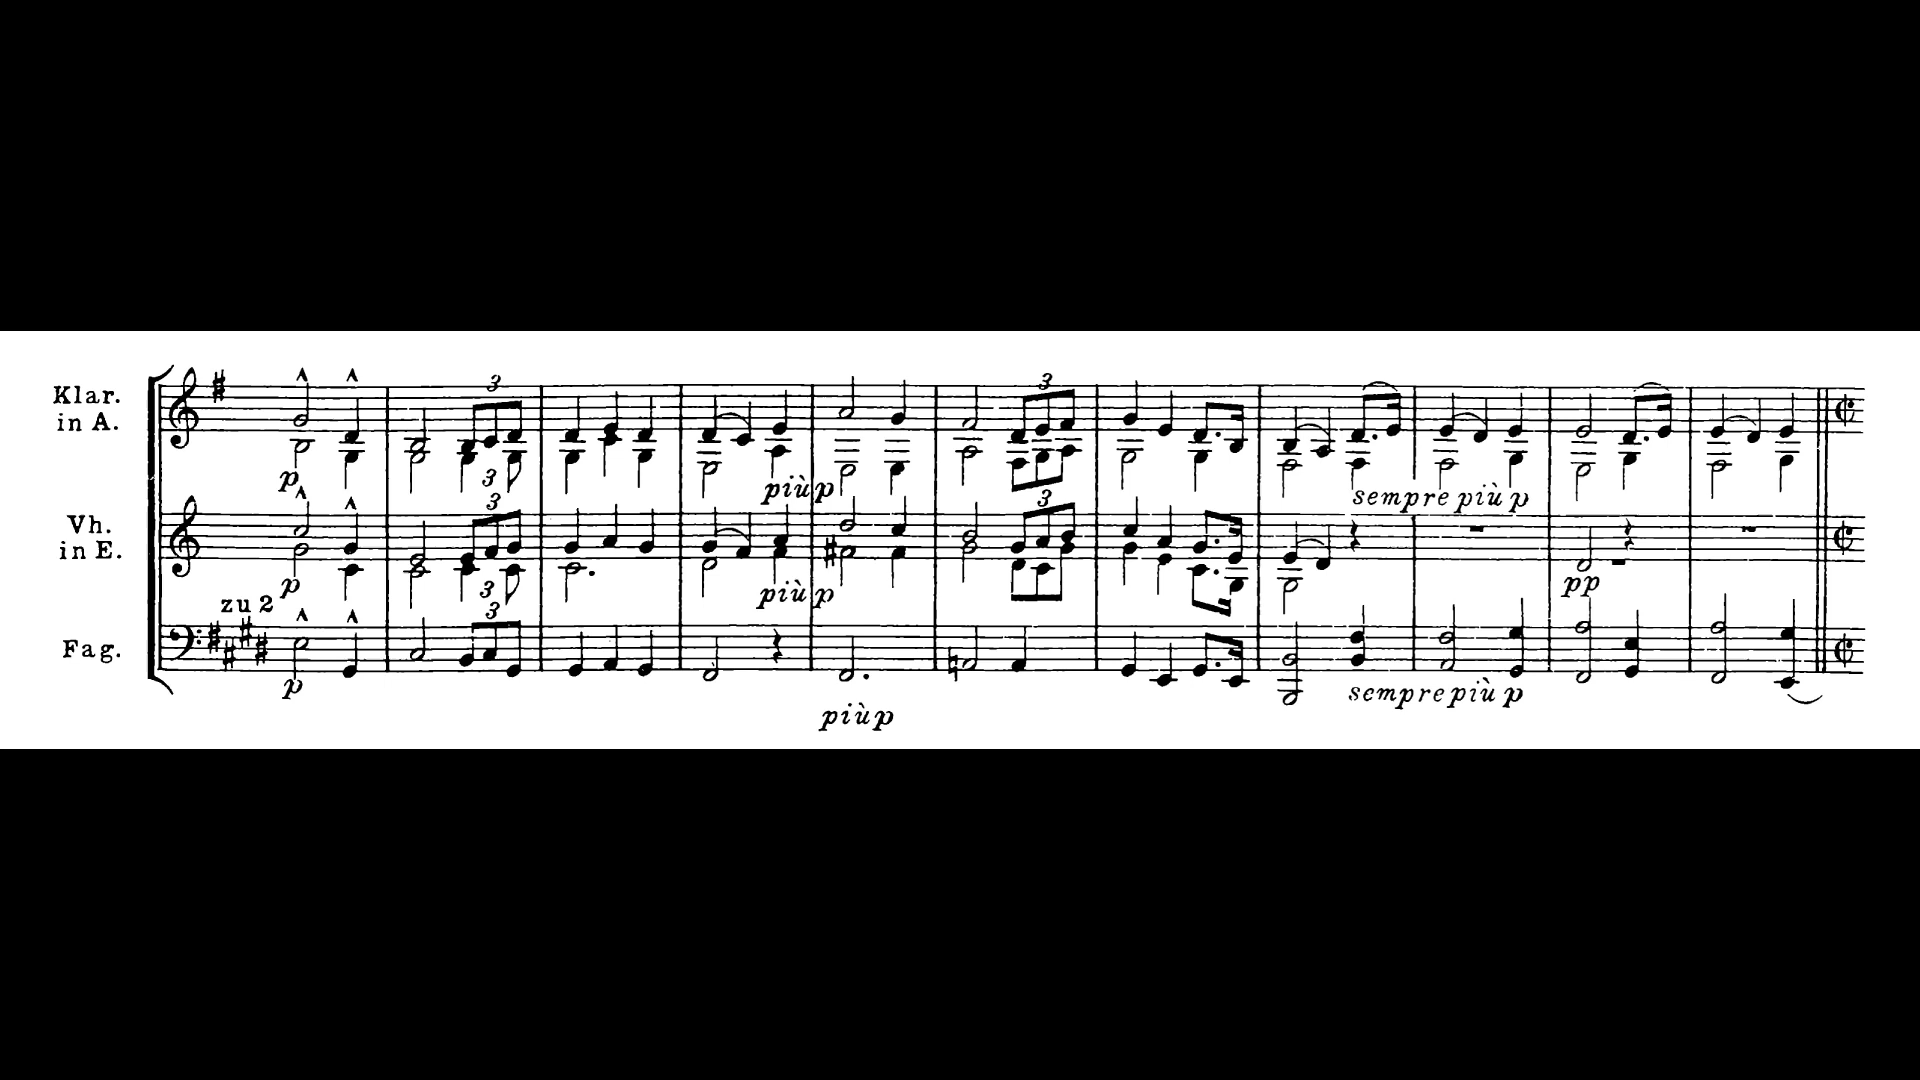 Klar.
in A.
3
3
3
p
più p
sempre più p
Vh.
in E.
3
3
3
p
più p
pp
zu 2
Fag.
3
p
più p
sempre più p